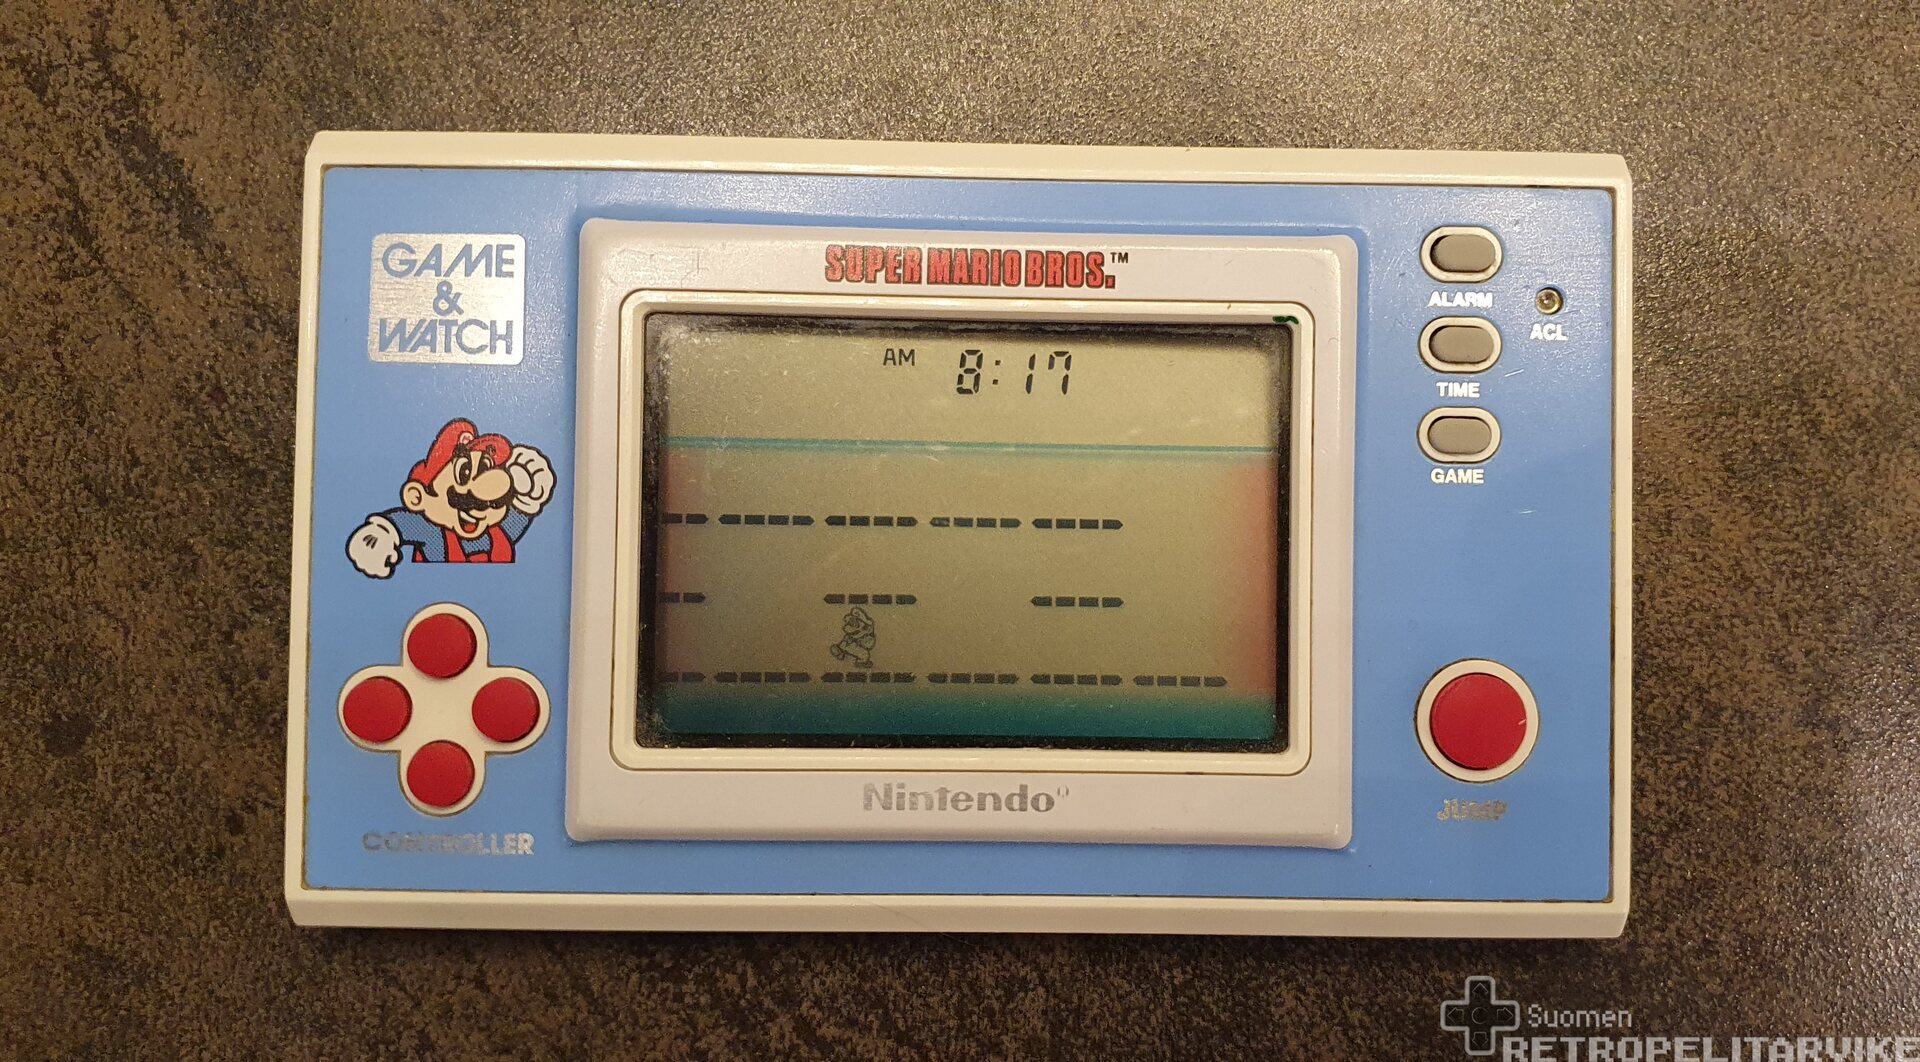 GAME
&
WATCH
SUPER MARIO BROS.™
AM 8:17
ALARM
ACL
TIME
GAME
Nintendo®
CONTROLLER
JUMP
Suomen
RETROPELITARVIKE